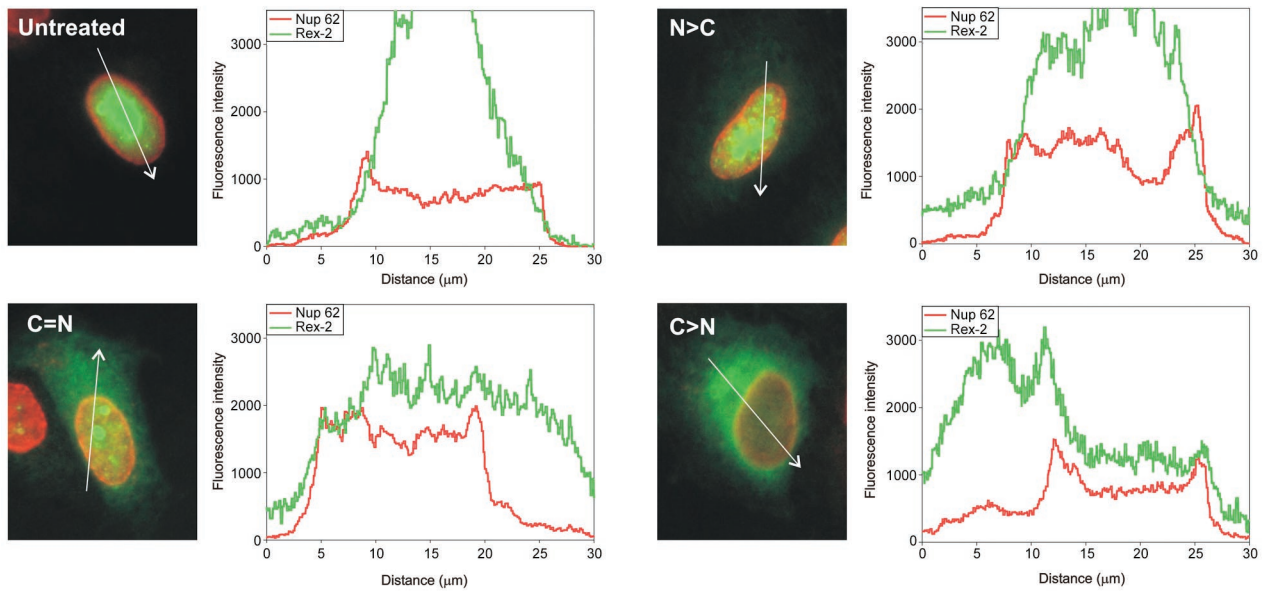 Untreated
Nup 62
Rex-2
Fluorescence intensity
3000
2000
1000
0
0 5 10 15 20 25 30
Distance (μm)
N>C
Nup 62
Rex-2
Fluorescence intensity
3000
2000
1000
0
0 5 10 15 20 25 30
Distance (μm)
C=N
Nup 62
Rex-2
Fluorescence intensity
3000
2000
1000
0
0 5 10 15 20 25 30
Distance (μm)
C>N
Nup 62
Rex-2
Fluorescence intensity
3000
2000
1000
0
0 5 10 15 20 25 30
Distance (μm)